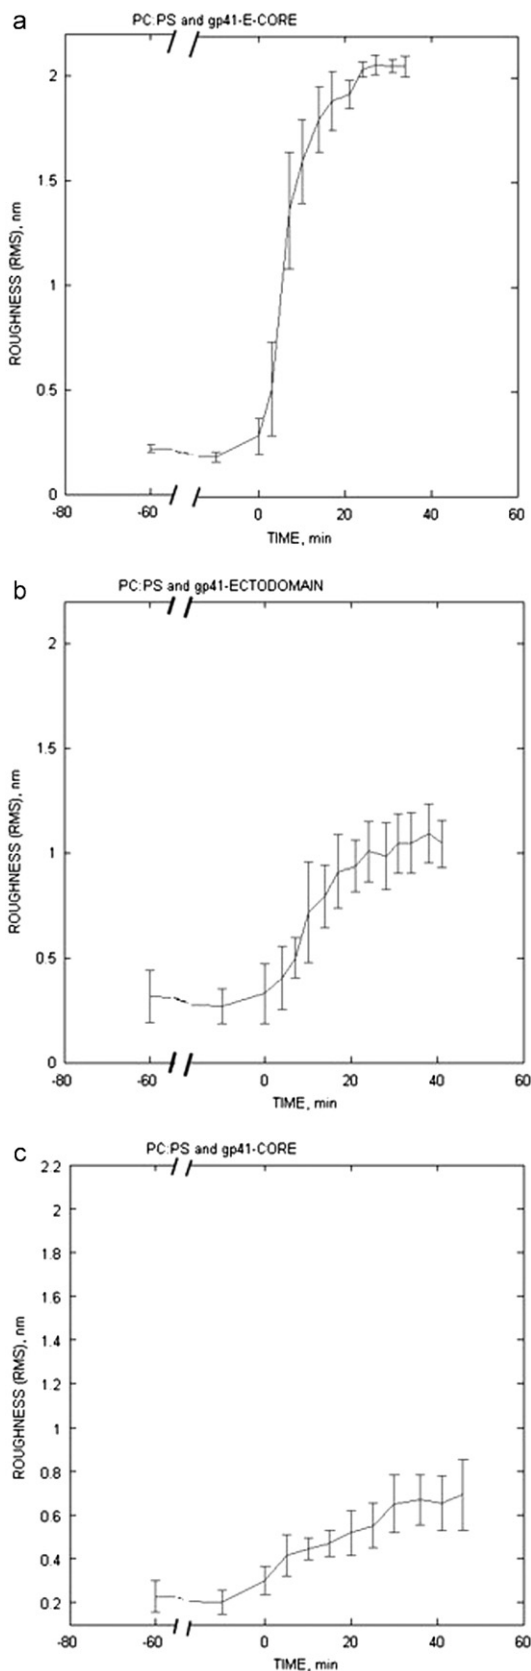 a
PC:PS and gp41-E-CORE
ROUGHNESS (RMS), nm
2
1.5
1
0.5
0
-80 -60 0 20 40 60
TIME, min
b
PC:PS and gp41-ECTODOMAIN
ROUGHNESS (RMS), nm
2
1.5
1
0.5
0
-80 -60 0 20 40 60
TIME, min
c
PC:PS and gp41-CORE
ROUGHNESS (RMS), nm
2.2
2
1.8
1.6
1.4
1.2
1
0.8
0.6
0.4
0.2
-80 -60 0 20 40 60
TIME, min